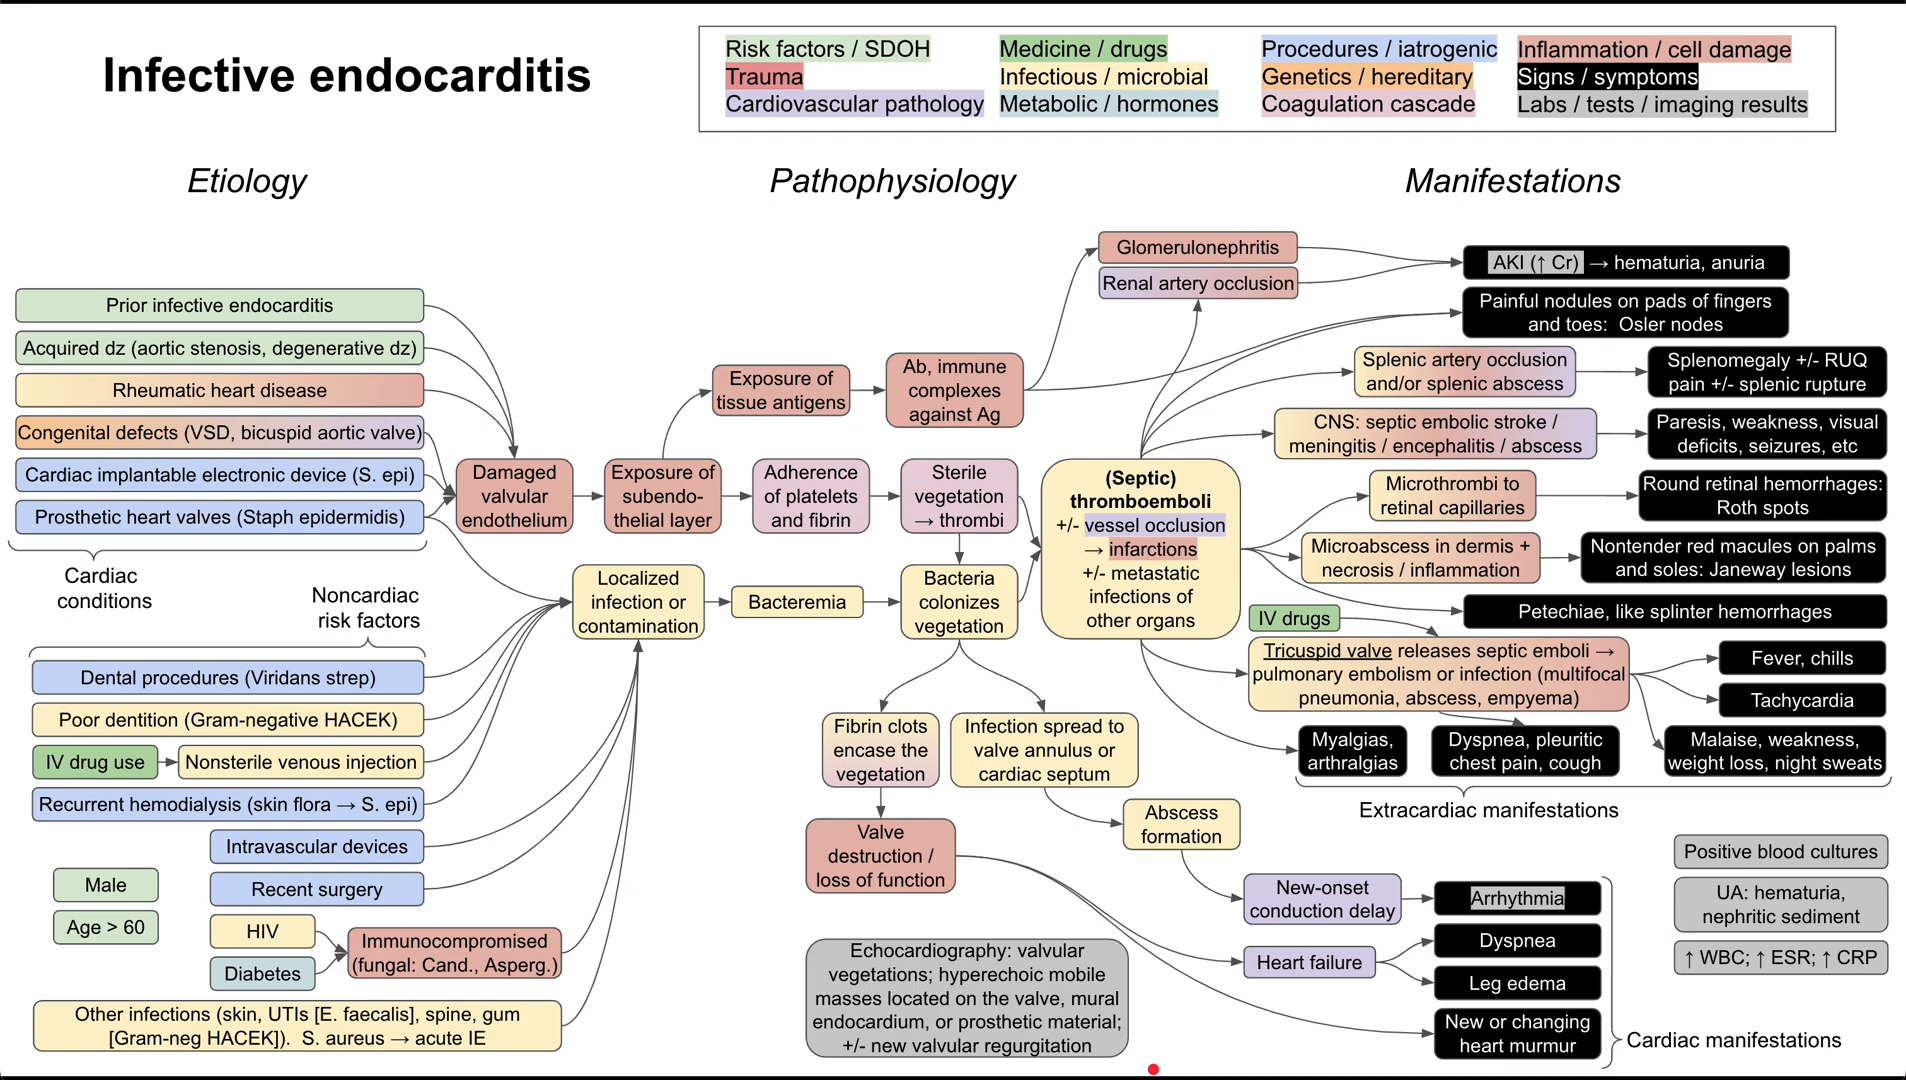 Infective endocarditis
Risk factors / SDOH
Trauma
Cardiovascular pathology
Medicine / drugs
Infectious / microbial
Metabolic / hormones
Procedures / iatrogenic
Genetics / hereditary
Coagulation cascade
Inflammation / cell damage
Signs / symptoms
Labs / tests / imaging results
Etiology
Pathophysiology
Manifestations
Prior infective endocarditis
Acquired dz (aortic stenosis, degenerative dz)
Rheumatic heart disease
Congenital defects (VSD, bicuspid aortic valve)
Cardiac implantable electronic device (S. epi)
Prosthetic heart valves (Staph epidermidis)
Cardiac
conditions
Noncardiac
risk factors
Dental procedures (Viridans strep)
Poor dentition (Gram-negative HACEK)
IV drug use
Nonsterile venous injection
Recurrent hemodialysis (skin flora → S. epi)
Intravascular devices
Recent surgery
Male
Age > 60
HIV
Diabetes
Immunocompromised
(fungal: Cand., Asperg.)
Other infections (skin, UTIs [E. faecalis], spine, gum
[Gram-neg HACEK]). S. aureus → acute IE
Damaged
valvular
endothelium
Exposure of
subendo-
thelial layer
Exposure of
tissue antigens
Ab, immune
complexes
against Ag
Adherence
of platelets
and fibrin
Sterile
vegetation
→ thrombi
Localized
infection or
contamination
Bacteremia
Bacteria
colonizes
vegetation
(Septic)
thromboemboli
+/- vessel occlusion
→ infarctions
+/- metastatic
infections of
other organs
Fibrin clots
encase the
vegetation
Infection spread to
valve annulus or
cardiac septum
Valve
destruction /
loss of function
Abscess
formation
Echocardiography: valvular
vegetations; hyperechoic mobile
masses located on the valve, mural
endocardium, or prosthetic material;
+/- new valvular regurgitation
Glomerulonephritis
Renal artery occlusion
AKI (↑ Cr) → hematuria, anuria
Painful nodules on pads of fingers
and toes: Osler nodes
Splenic artery occlusion
and/or splenic abscess
Splenomegaly +/- RUQ
pain +/- splenic rupture
CNS: septic embolic stroke /
meningitis / encephalitis / abscess
Paresis, weakness, visual
deficits, seizures, etc
Microthrombi to
retinal capillaries
Round retinal hemorrhages:
Roth spots
Microabscess in dermis +
necrosis / inflammation
Nontender red macules on palms
and soles: Janeway lesions
Petechiae, like splinter hemorrhages
IV drugs
Tricuspid valve releases septic emboli →
pulmonary embolism or infection (multifocal
pneumonia, abscess, empyema)
Fever, chills
Tachycardia
Myalgias,
arthralgias
Dyspnea, pleuritic
chest pain, cough
Malaise, weakness,
weight loss, night sweats
Extracardiac manifestations
New-onset
conduction delay
Arrhythmia
Heart failure
Dyspnea
Leg edema
New or changing
heart murmur
Cardiac manifestations
Positive blood cultures
UA: hematuria,
nephritic sediment
↑ WBC; ↑ ESR; ↑ CRP